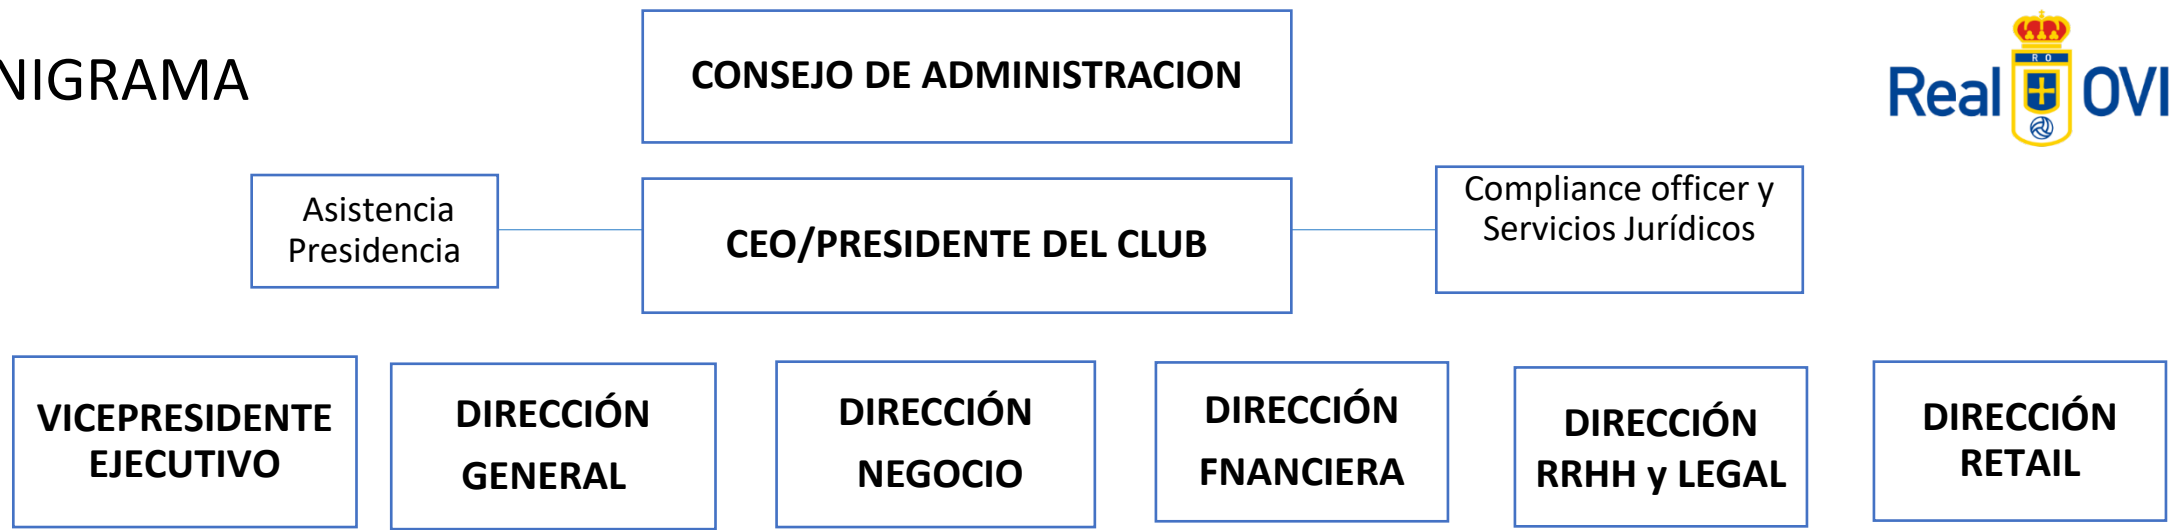 NIGRAMA
CONSEJO DE ADMINISTRACION
Real
R O
OVI
Asistencia
Presidencia
CEO/PRESIDENTE DEL CLUB
Compliance officer y
Servicios Jurídicos
VICEPRESIDENTE
EJECUTIVO
DIRECCIÓN
GENERAL
DIRECCIÓN
NEGOCIO
DIRECCIÓN
FNANCIERA
DIRECCIÓN
RRHH y LEGAL
DIRECCIÓN
RETAIL